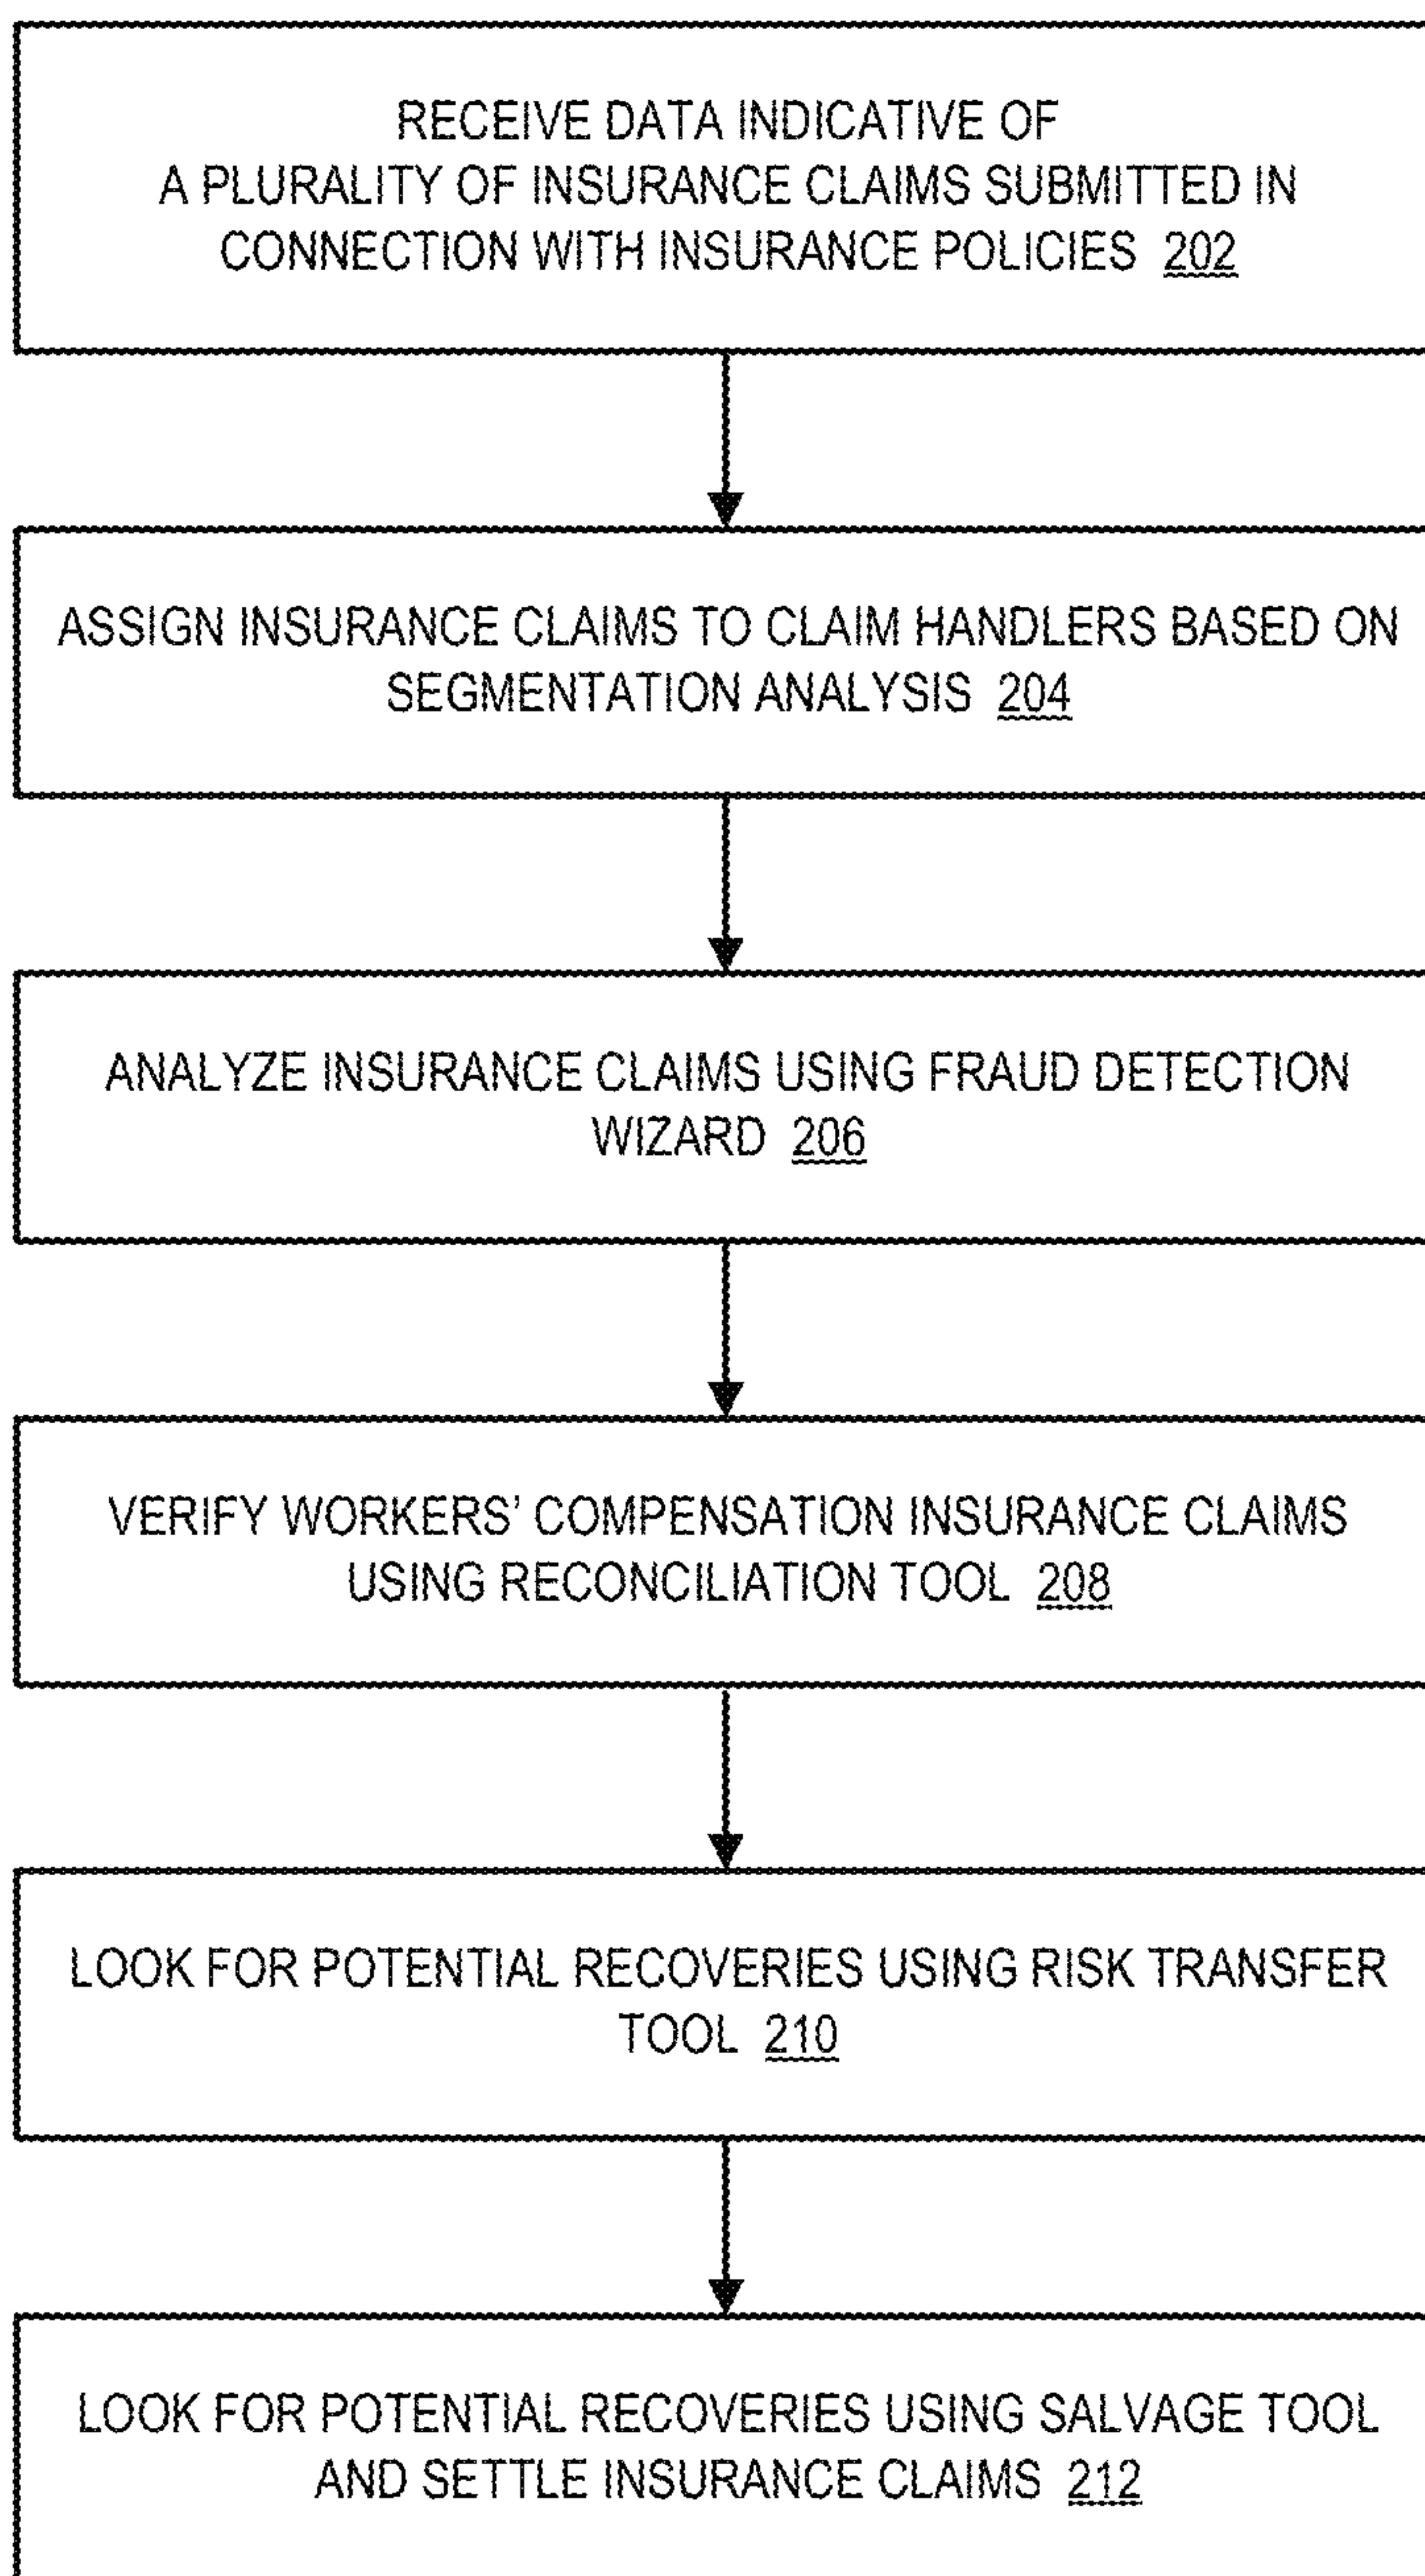 RECEIVE DATA INDICATIVE OF
A PLURALITY OF INSURANCE CLAIMS SUBMITTED IN
CONNECTION WITH INSURANCE POLICIES 202
ASSIGN INSURANCE CLAIMS TO CLAIM HANDLERS BASED ON
SEGMENTATION ANALYSIS 204
ANALYZE INSURANCE CLAIMS USING FRAUD DETECTION
WIZARD 206
VERIFY WORKERS’ COMPENSATION INSURANCE CLAIMS
USING RECONCILIATION TOOL 208
LOOK FOR POTENTIAL RECOVERIES USING RISK TRANSFER
TOOL 210
LOOK FOR POTENTIAL RECOVERIES USING SALVAGE TOOL
AND SETTLE INSURANCE CLAIMS 212